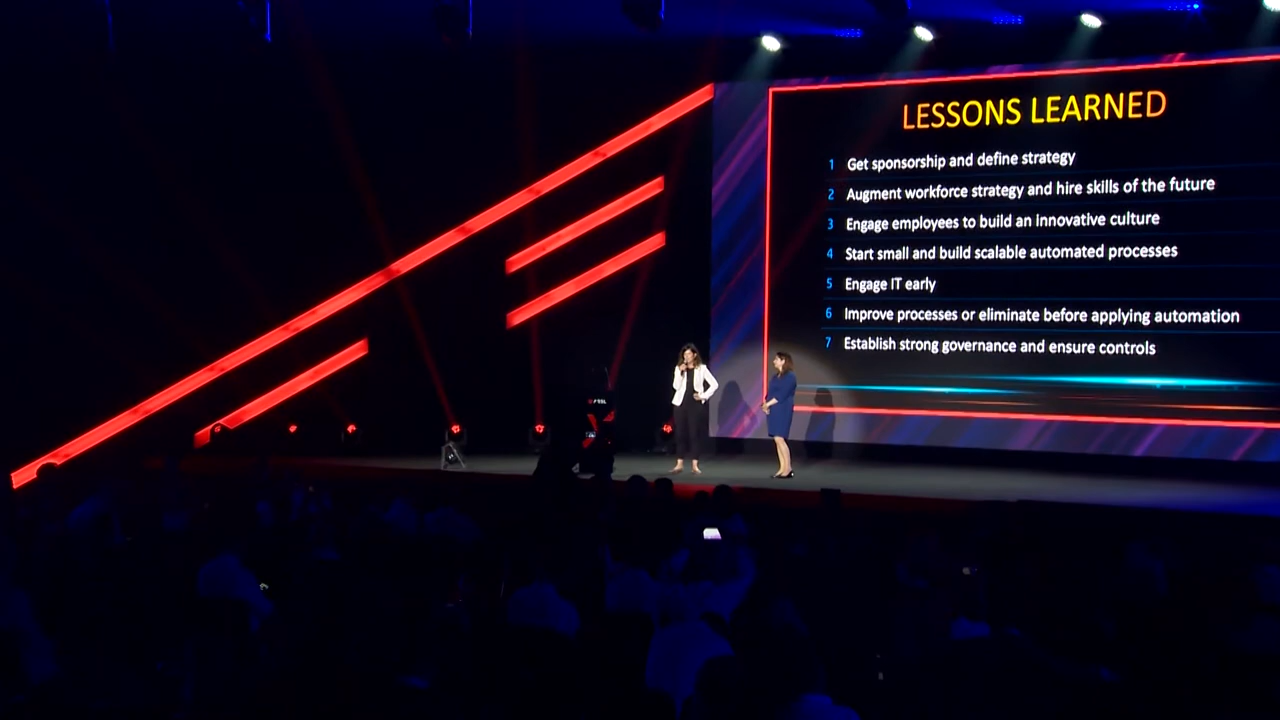 LESSONS LEARNED
1 Get sponsorship and define strategy
2 Augment workforce strategy and hire skills of the future
3 Engage employees to build an innovative culture
4 Start small and build scalable automated processes
5 Engage IT early
6 Improve processes or eliminate before applying automation
7 Establish strong governance and ensure controls